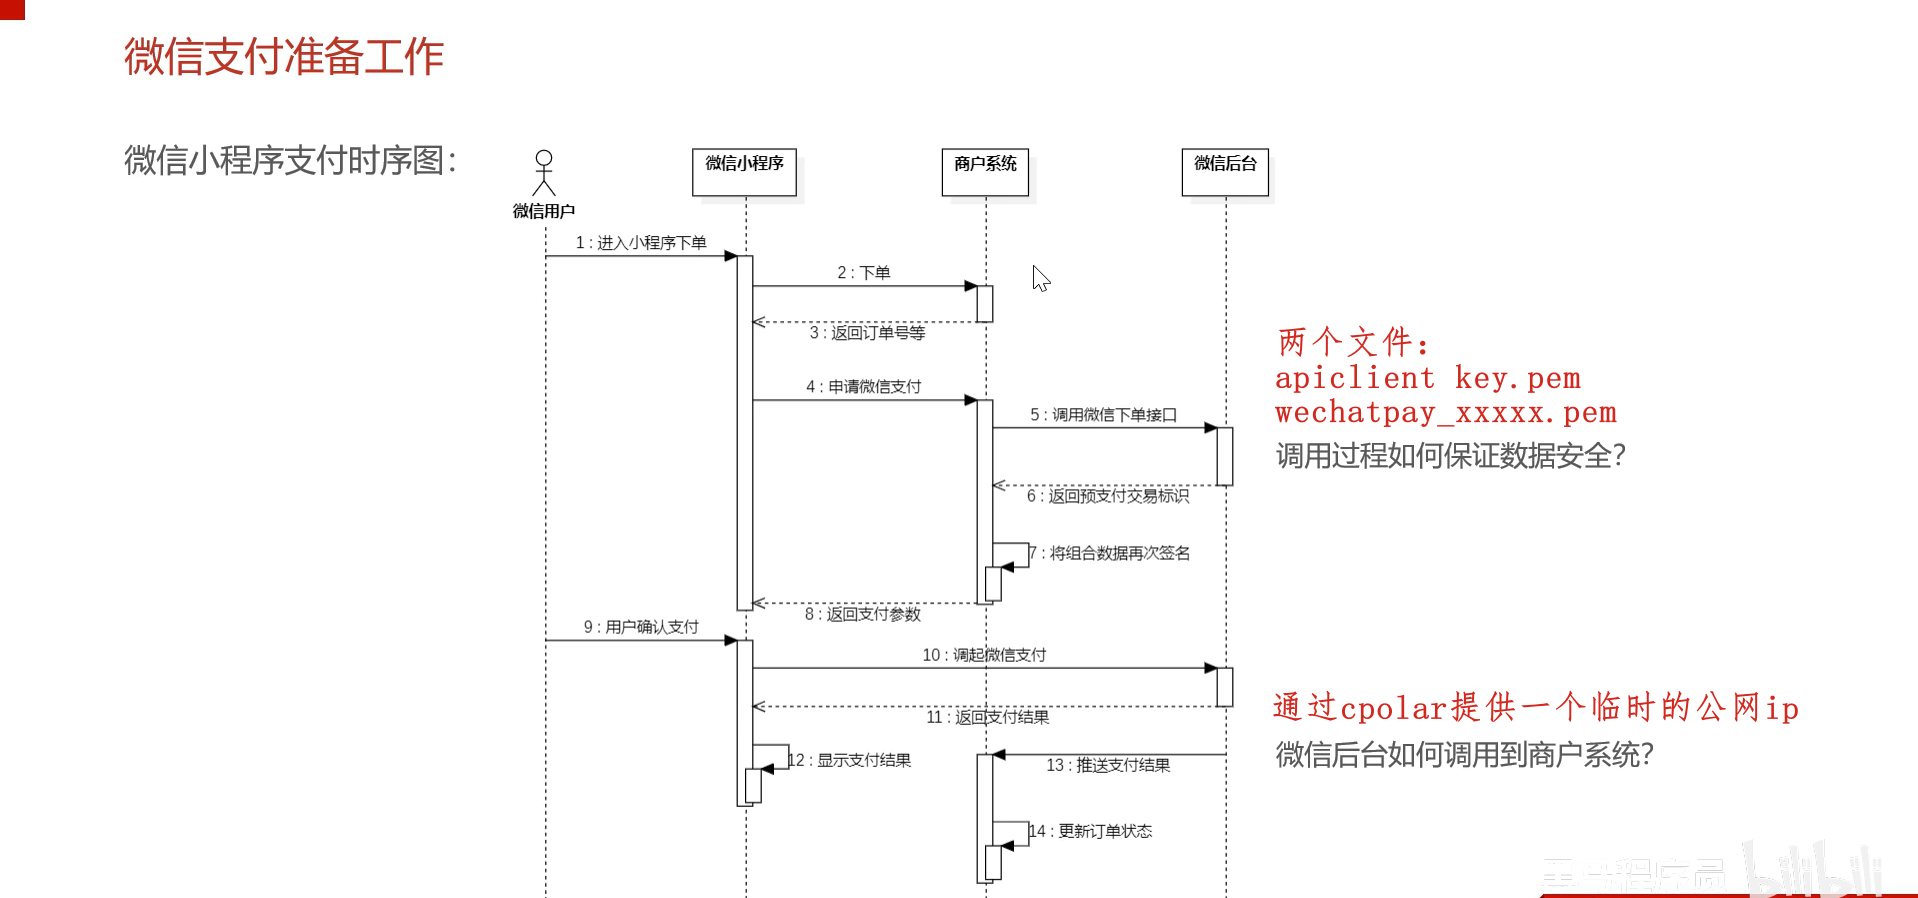 微信支付准备工作
微信小程序支付时序图：
微信用户
微信小程序
商户系统
微信后台
1 : 进入小程序下单
2 : 下单
3 : 返回订单号等
4 : 申请微信支付
5 : 调用微信下单接口
6 : 返回预支付交易标识
7 : 将组合数据再次签名
8 : 返回支付参数
9 : 用户确认支付
10 : 调起微信支付
11 : 返回支付结果
12 : 显示支付结果
13 : 推送支付结果
14 : 更新订单状态
两个文件：
apiclient key.pem
wechatpay_xxxxx.pem
调用过程如何保证数据安全？
通过cpolar提供一个临时的公网ip
微信后台如何调用到商户系统？
黑马程序员
bilibili